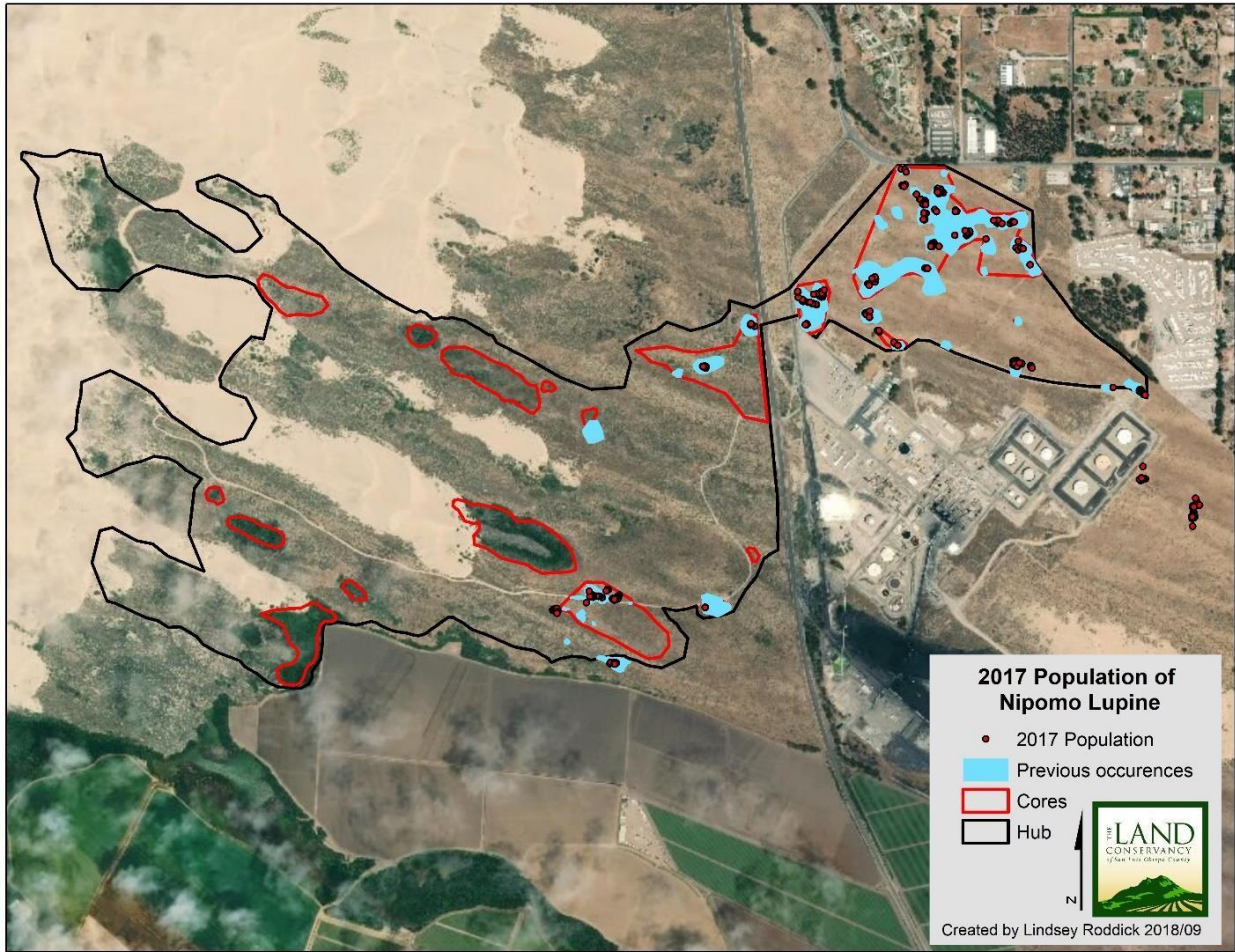 2017 Population of
Nipomo Lupine
2017 Population
Previous occurences
Cores
Hub
N
THE LAND
CONSERVANCY
of San Luis Obispo County
Created by Lindsey Roddick 2018/09